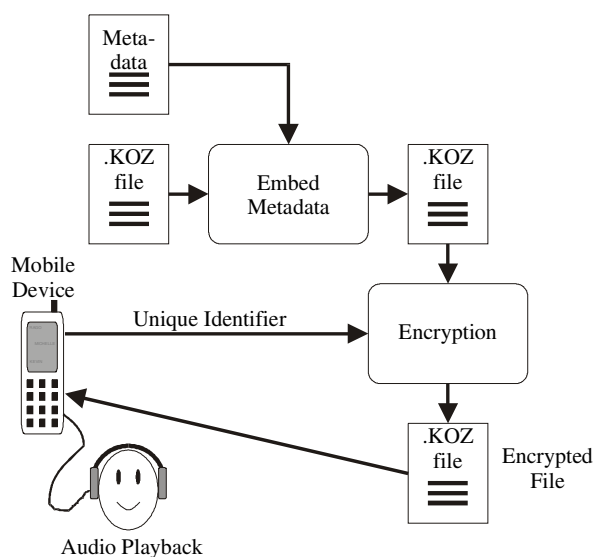 Meta-
data
.KOZ
file
Embed
Metadata
.KOZ
file
Mobile
Device
Unique Identifier
Encryption
.KOZ
file
Encrypted
File
Audio Playback